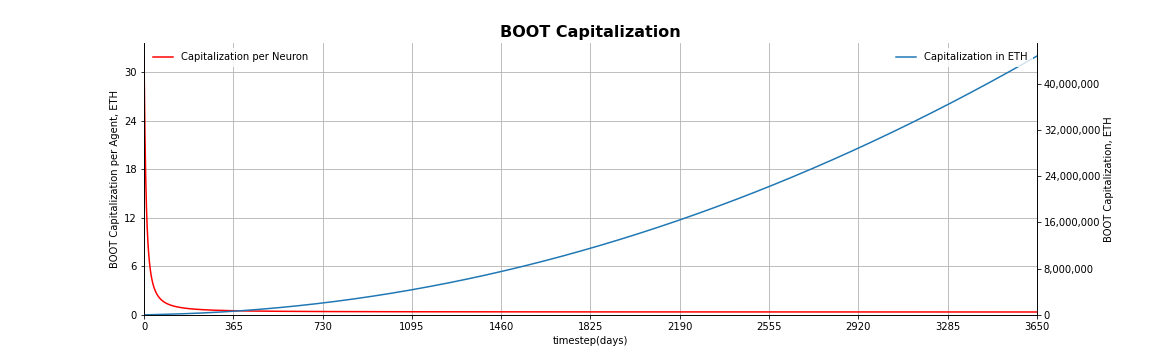 BOOT Capitalization
Capitalization per Neuron
Capitalization in ETH
BOOT Capitalization per Agent, ETH
30
24
18
12
6
0
40,000,000
32,000,000
24,000,000
16,000,000
8,000,000
0
BOOT Capitalization, ETH
0 365 730 1095 1460 1825 2190 2555 2920 3285 3650
timestep(days)